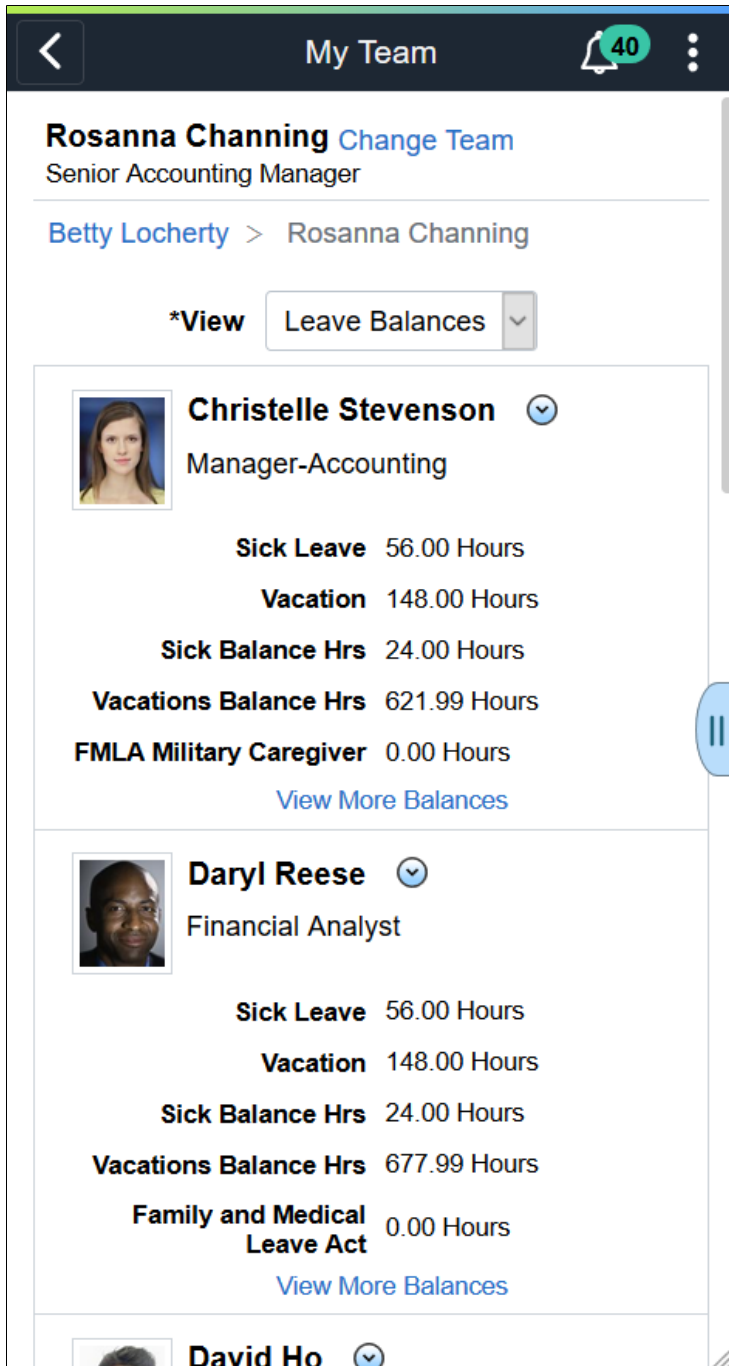 My Team
40
Rosanna Channing Change Team
Senior Accounting Manager
Betty Locherty > Rosanna Channing
*View Leave Balances
Christelle Stevenson
Manager-Accounting
Sick Leave 56.00 Hours
Vacation 148.00 Hours
Sick Balance Hrs 24.00 Hours
Vacations Balance Hrs 621.99 Hours
FMLA Military Caregiver 0.00 Hours
View More Balances
Daryl Reese
Financial Analyst
Sick Leave 56.00 Hours
Vacation 148.00 Hours
Sick Balance Hrs 24.00 Hours
Vacations Balance Hrs 677.99 Hours
Family and Medical
Leave Act 0.00 Hours
View More Balances
David Ho